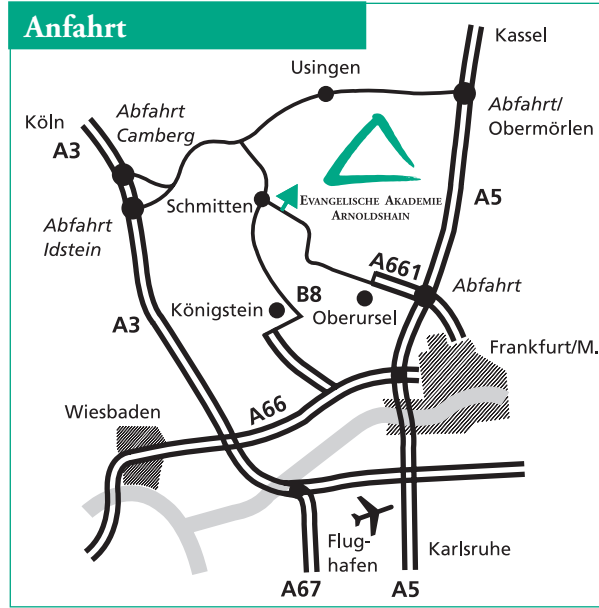 Anfahrt
Kassel
Usingen
Abfahrt
Camberg
Köln
A3
Abfahrt/
Obermörlen
Schmitten
EVANGELISCHE AKADEMIE
ARNOLDSHAIN
A5
Abfahrt
Idstein
A661
Abfahrt
B8
Königstein
Oberursel
A3
Frankfurt/M.
A66
Wiesbaden
Flug-
hafen
Karlsruhe
A67
A5